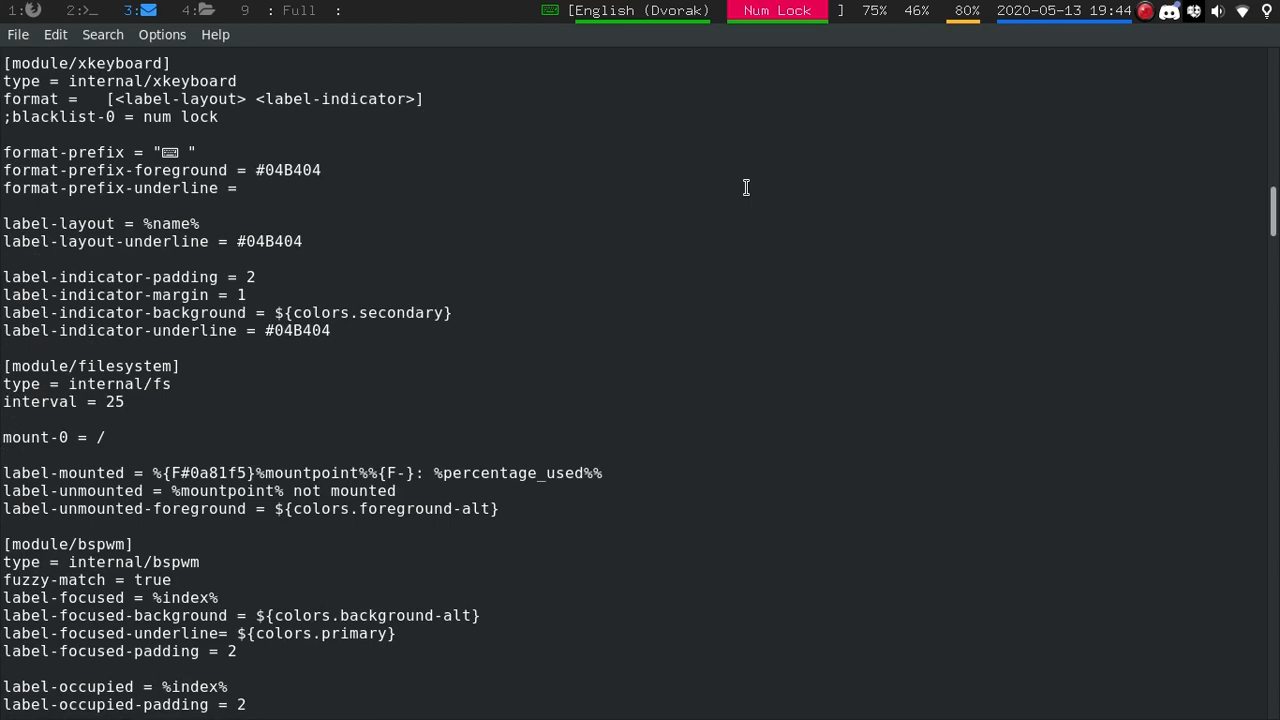 1: 2:>_ 3: 4: 9 : Full : [English (Dvorak) Num Lock ] 75% 46% 80% 2020-05-13 19:44
File Edit Search Options Help
[module/xkeyboard]
type = internal/xkeyboard
format =   [<label-layout> <label-indicator>]
;blacklist-0 = num lock
format-prefix = "⌨ "
format-prefix-foreground = #04B404
format-prefix-underline =
label-layout = %name%
label-layout-underline = #04B404
label-indicator-padding = 2
label-indicator-margin = 1
label-indicator-background = ${colors.secondary}
label-indicator-underline = #04B404
[module/filesystem]
type = internal/fs
interval = 25
mount-0 = /
label-mounted = %{F#0a81f5}%mountpoint%%{F-}: %percentage_used%%
label-unmounted = %mountpoint% not mounted
label-unmounted-foreground = ${colors.foreground-alt}
[module/bspwm]
type = internal/bspwm
fuzzy-match = true
label-focused = %index%
label-focused-background = ${colors.background-alt}
label-focused-underline= ${colors.primary}
label-focused-padding = 2
label-occupied = %index%
label-occupied-padding = 2